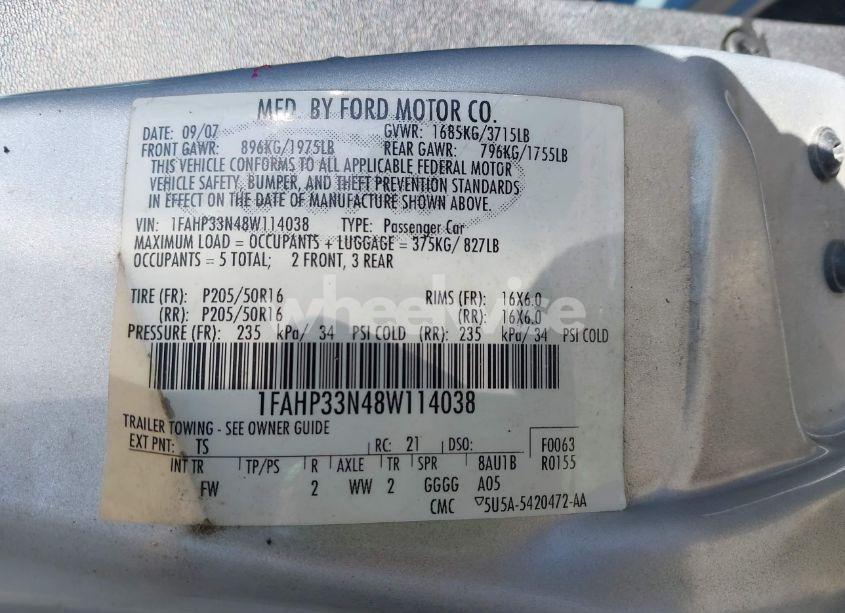 MFD. BY FORD MOTOR CO.
DATE: 09/07 GVWR: 1685KG/3715LB
FRONT GAWR: 896KG/1975LB REAR GAWR: 796KG/1755LB
THIS VEHICLE CONFORMS TO ALL APPLICABLE FEDERAL MOTOR
VEHICLE SAFETY, BUMPER, AND THEFT PREVENTION STANDARDS
IN EFFECT ON THE DATE OF MANUFACTURE SHOWN ABOVE.
VIN: 1FAHP33N48W114038 TYPE: Passenger Car
MAXIMUM LOAD = OCCUPANTS + LUGGAGE = 375KG/ 827LB
OCCUPANTS = 5 TOTAL; 2 FRONT, 3 REAR
TIRE (FR): P205/50R16 RIMS (FR): 16X6.0
(RR): P205/50R16 (RR): 16X6.0
wheelwise
PRESSURE (FR): 235 kPa/ 34 PSI COLD (RR): 235 kPa/ 34 PSI COLD
1FAHP33N48W114038
TRAILER TOWING - SEE OWNER GUIDE
EXT PNT: TS RC: 21 DSO: F0063
INT TR TP/PS R AXLE TR SPR 8AU1B R0155
FW 2 WW 2 GGGG A05
CMC ▽5U5A-5420472-AA